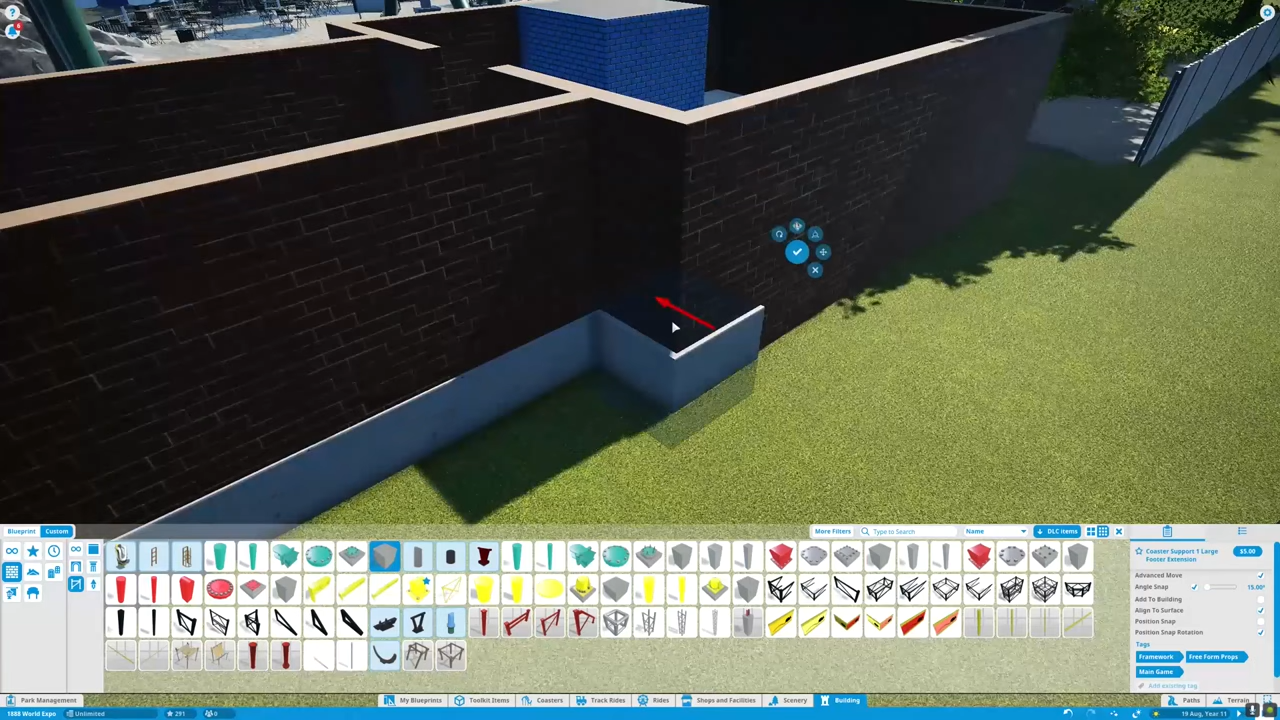 ?
6
Blueprint
Custom
More Filters
Type to Search
Name
DLC items
Coaster Support 1 Large Footer Extension
$5.00
Advanced Move
Angle Snap
15.00°
Add To Building
Align To Surface
Position Snap
Position Snap Rotation
Tags
Framework
Free Form Props
Main Game
Add existing tag
Park Management
My Blueprints
Toolkit Items
Coasters
Track Rides
Rides
Shops and Facilities
Scenery
Building
Paths
Terrain
1888 World Expo
Unlimited
291
0
19 Aug, Year 11